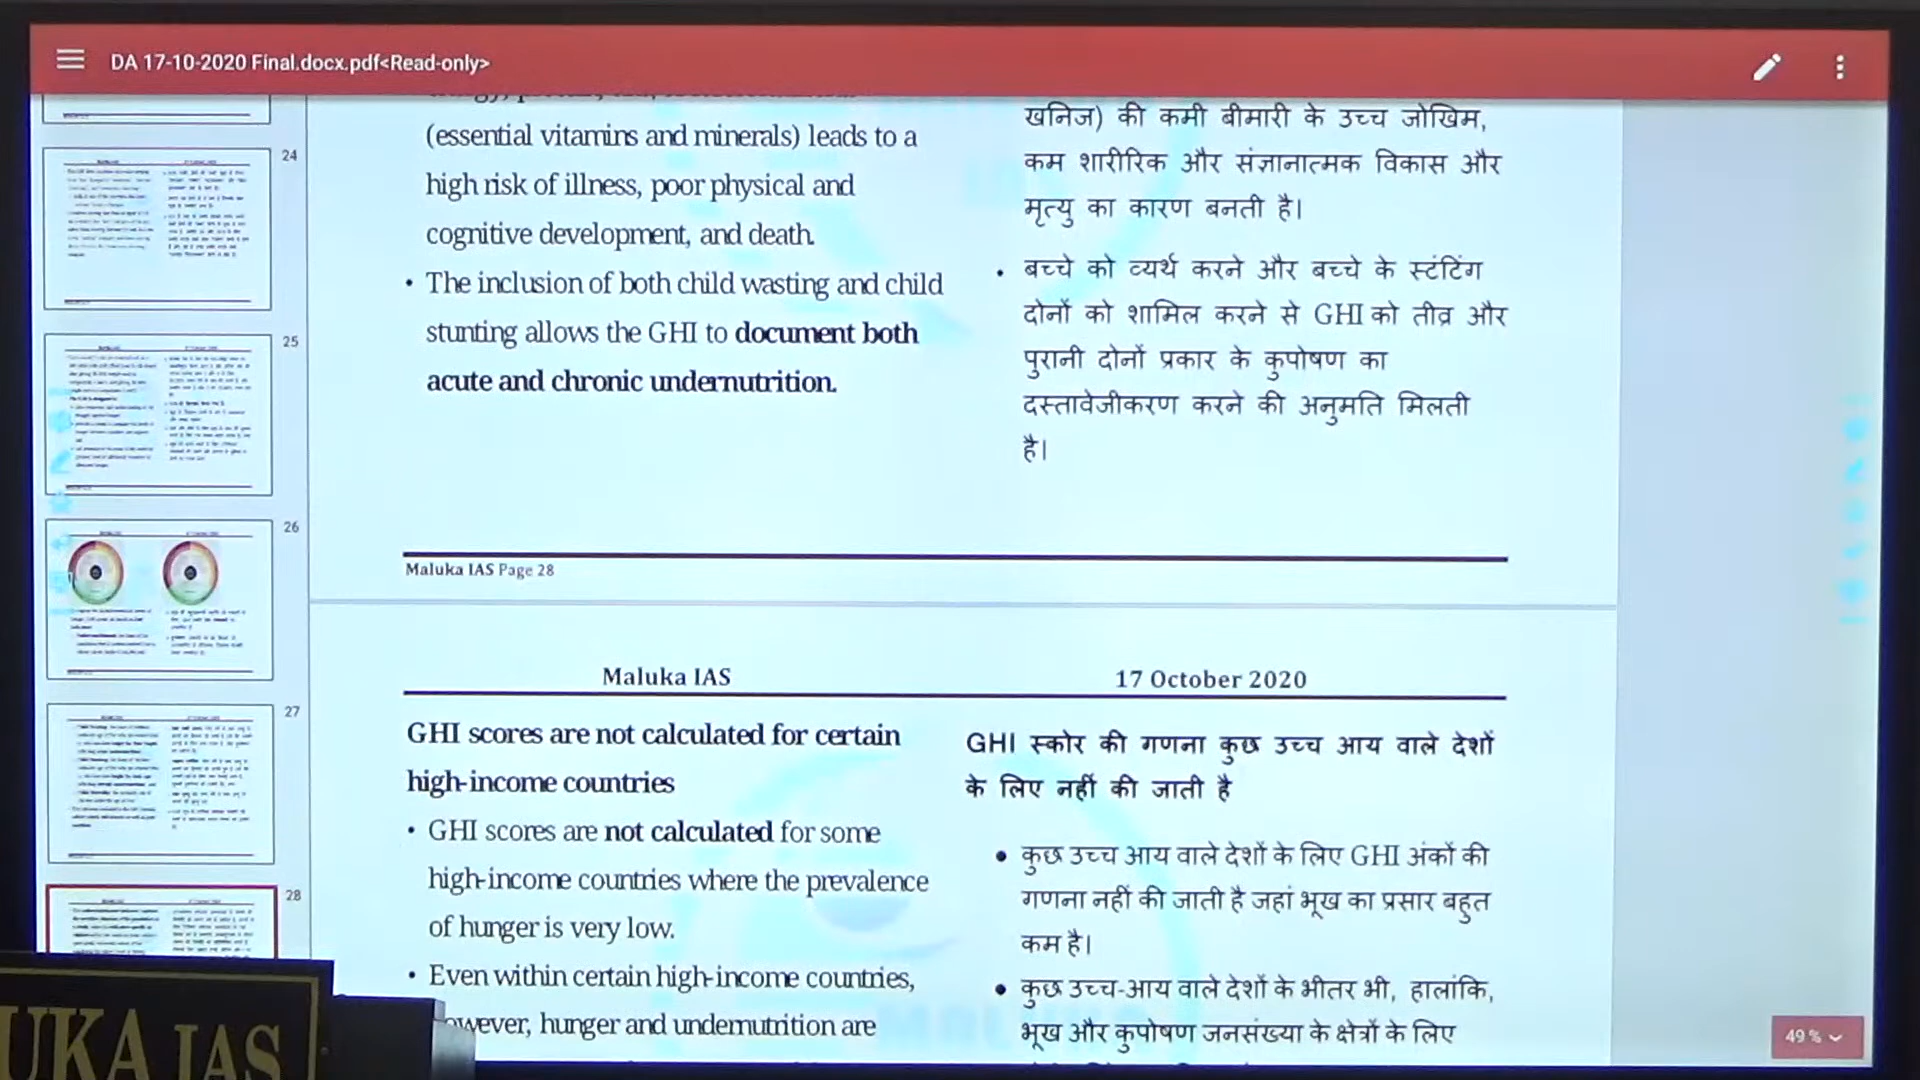 DA 17-10-2020 Final.docx.pdf<Read-only>
(essential vitamins and minerals) leads to a
high risk of illness, poor physical and
cognitive development, and death.
• The inclusion of both child wasting and child
stunting allows the GHI to document both
acute and chronic undernutrition.
खनिज) की कमी बीमारी के उच्च जोखिम,
कम शारीरिक और संज्ञानात्मक विकास और
मृत्यु का कारण बनती है।
• बच्चे को व्यर्थ करने और बच्चे के स्टंटिंग
दोनों को शामिल करने से GHI को तीव्र और
पुरानी दोनों प्रकार के कुपोषण का
दस्तावेजीकरण करने की अनुमति मिलती
है।
Maluka IAS Page 28
Maluka IAS
17 October 2020
GHI scores are not calculated for certain
high-income countries
• GHI scores are not calculated for some
high-income countries where the prevalence
of hunger is very low.
• Even within certain high-income countries,
however, hunger and undernutrition are
GHI स्कोर की गणना कुछ उच्च आय वाले देशों
के लिए नहीं की जाती है
• कुछ उच्च आय वाले देशों के लिए GHI अंकों की
गणना नहीं की जाती है जहां भूख का प्रसार बहुत
कम है।
• कुछ उच्च-आय वाले देशों के भीतर भी, हालांकि,
भूख और कुपोषण जनसंख्या के क्षेत्रों के लिए
24
25
26
27
28
49 %
UKA IAS